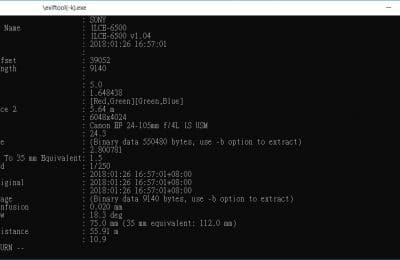 \exiftool(-k).exe
: SONY
Name : ILCE-6500
: ILCE-6500 v1.04
: 2018:01:26 16:57:01
:
ffset : 39052
ngth : 9140
:
: 5.0
: 1.648438
: [Red,Green][Green,Blue]
ce 2 : 5.64 m
: 6048x4024
: Canon EF 24-105mm f/4L IS USM
: 24.3
e : (Binary data 550480 bytes, use -b option to extract)
: 2.800781
To 35 mm Equivalent: 1.5
d : 1/250
: 2018:01:26 16:57:01+08:00
iginal : 2018:01:26 16:57:01+08:00
: 2018:01:26 16:57:01+08:00
age : (Binary data 9140 bytes, use -b option to extract)
nfusion : 0.020 mm
w : 18.3 deg
: 75.0 mm (35 mm equivalent: 112.0 mm)
istance : 55.91 m
: 10.9
URN --